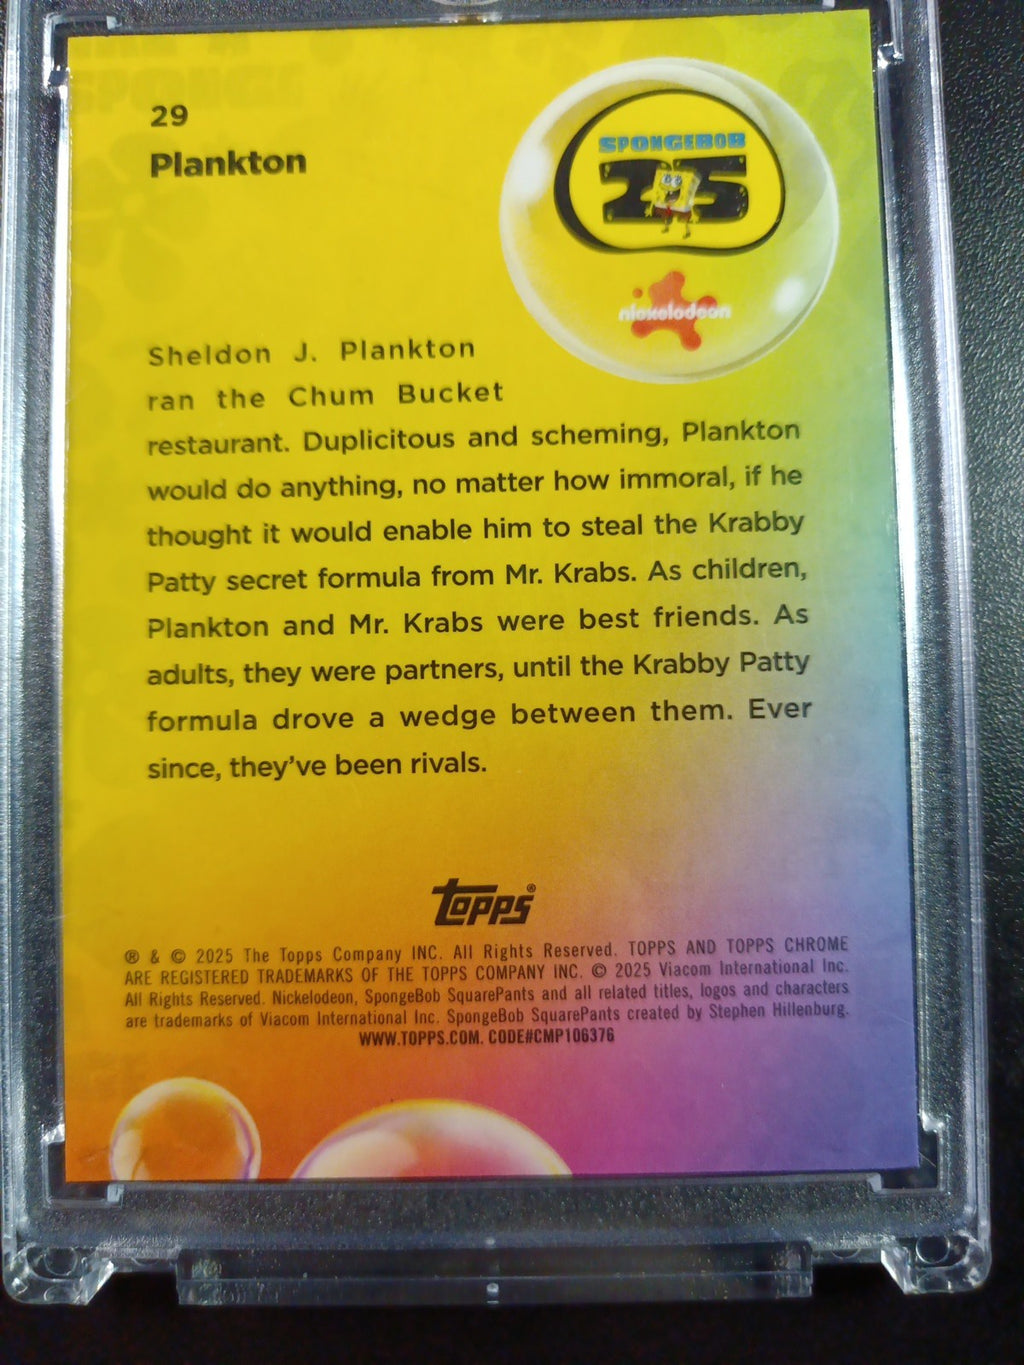 29
Plankton
SPONGEBOB
25
nickelodeon
Sheldon J. Plankton
ran the Chum Bucket
restaurant. Duplicitous and scheming, Plankton
would do anything, no matter how immoral, if he
thought it would enable him to steal the Krabby
Patty secret formula from Mr. Krabs. As children,
Plankton and Mr. Krabs were best friends. As
adults, they were partners, until the Krabby Patty
formula drove a wedge between them. Ever
since, they've been rivals.
Topps®
® & © 2025 The Topps Company INC. All Rights Reserved. TOPPS AND TOPPS CHROME
ARE REGISTERED TRADEMARKS OF THE TOPPS COMPANY INC. © 2025 Viacom International Inc.
All Rights Reserved. Nickelodeon, SpongeBob SquarePants and all related titles, logos and characters
are trademarks of Viacom International Inc. SpongeBob SquarePants created by Stephen Hillenburg.
WWW.TOPPS.COM. CODE#CMP106376